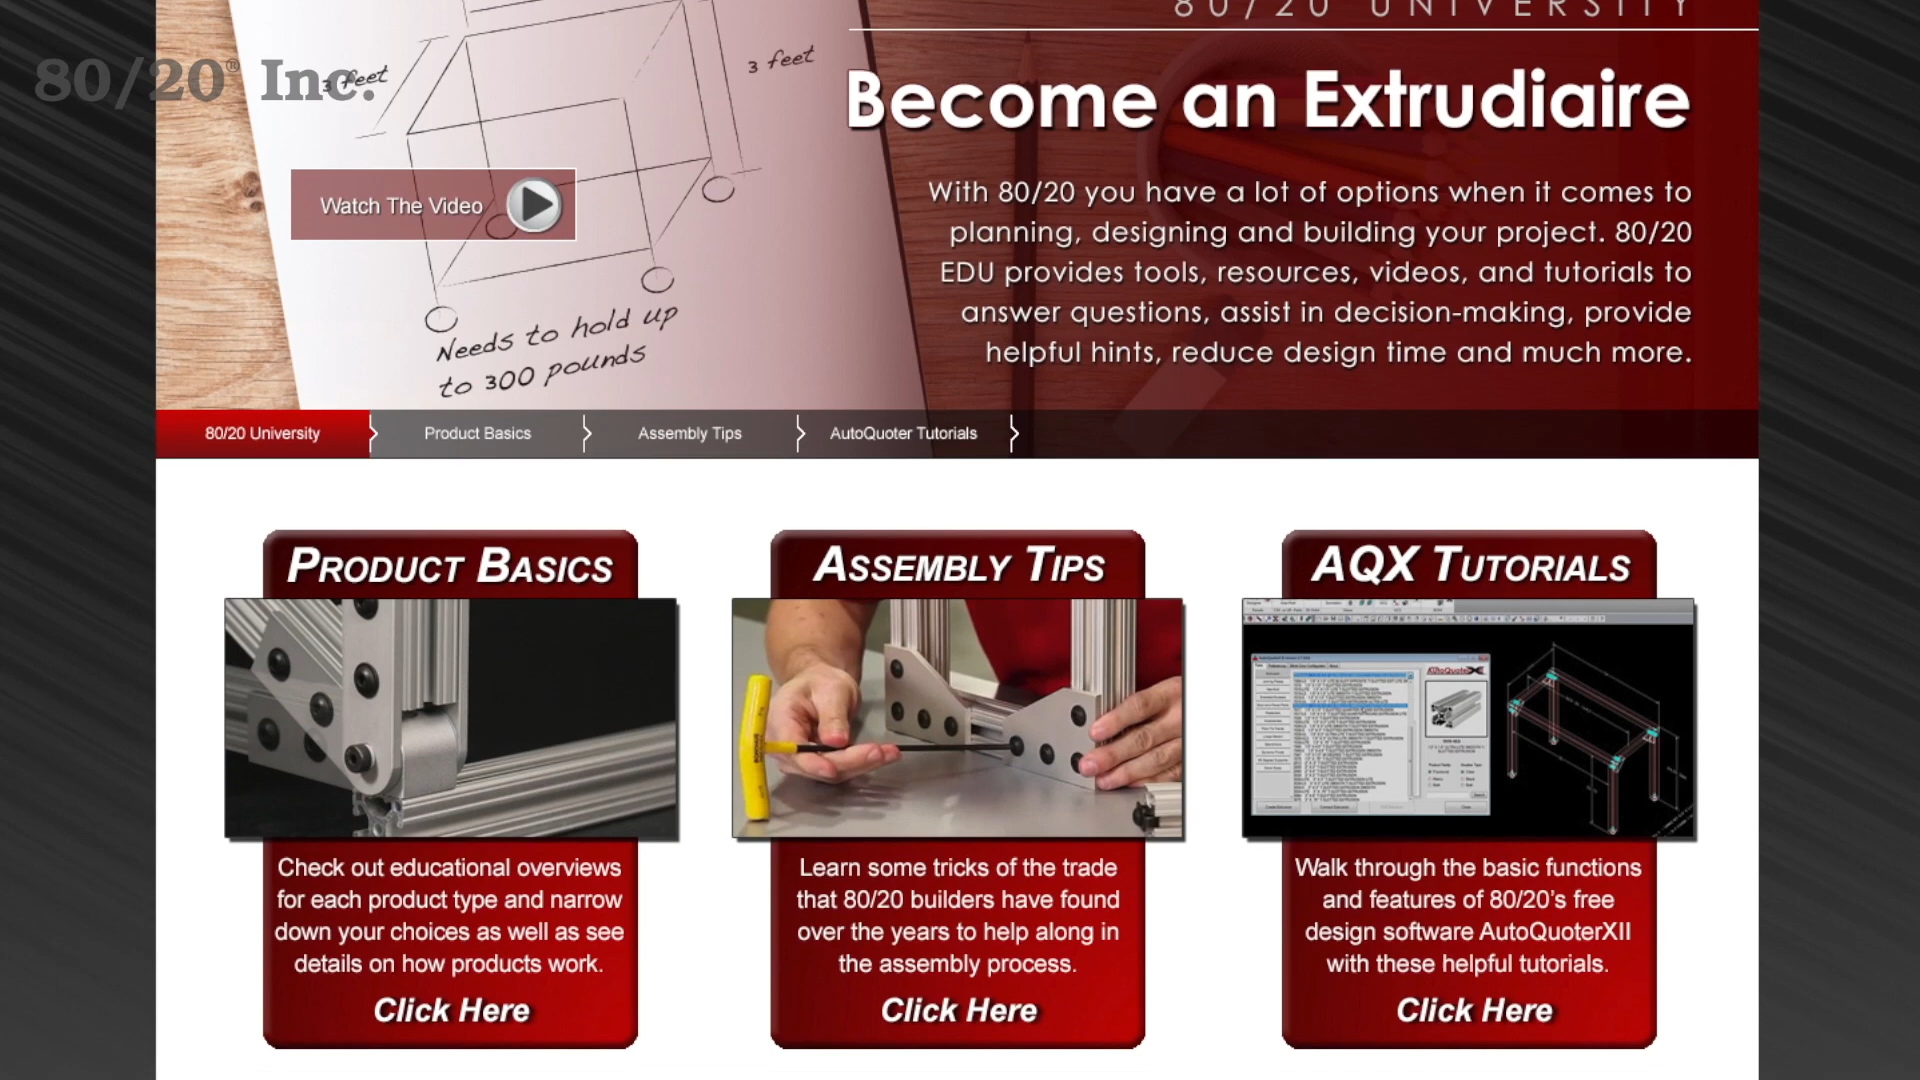 80/20 UNIVERSITY
80/20® Inc.
3 feet
3 feet
Become an Extrudiaire
Watch The Video
With 80/20 you have a lot of options when it comes to
planning, designing and building your project. 80/20
EDU provides tools, resources, videos, and tutorials to
answer questions, assist in decision-making, provide
helpful hints, reduce design time and much more.
Needs to hold up
to 300 pounds
80/20 University
Product Basics
Assembly Tips
AutoQuoter Tutorials
PRODUCT BASICS
Check out educational overviews
for each product type and narrow
down your choices as well as see
details on how products work.
Click Here
ASSEMBLY TIPS
Learn some tricks of the trade
that 80/20 builders have found
over the years to help along in
the assembly process.
Click Here
AQX TUTORIALS
Walk through the basic functions
and features of 80/20's free
design software AutoQuoterXII
with these helpful tutorials.
Click Here